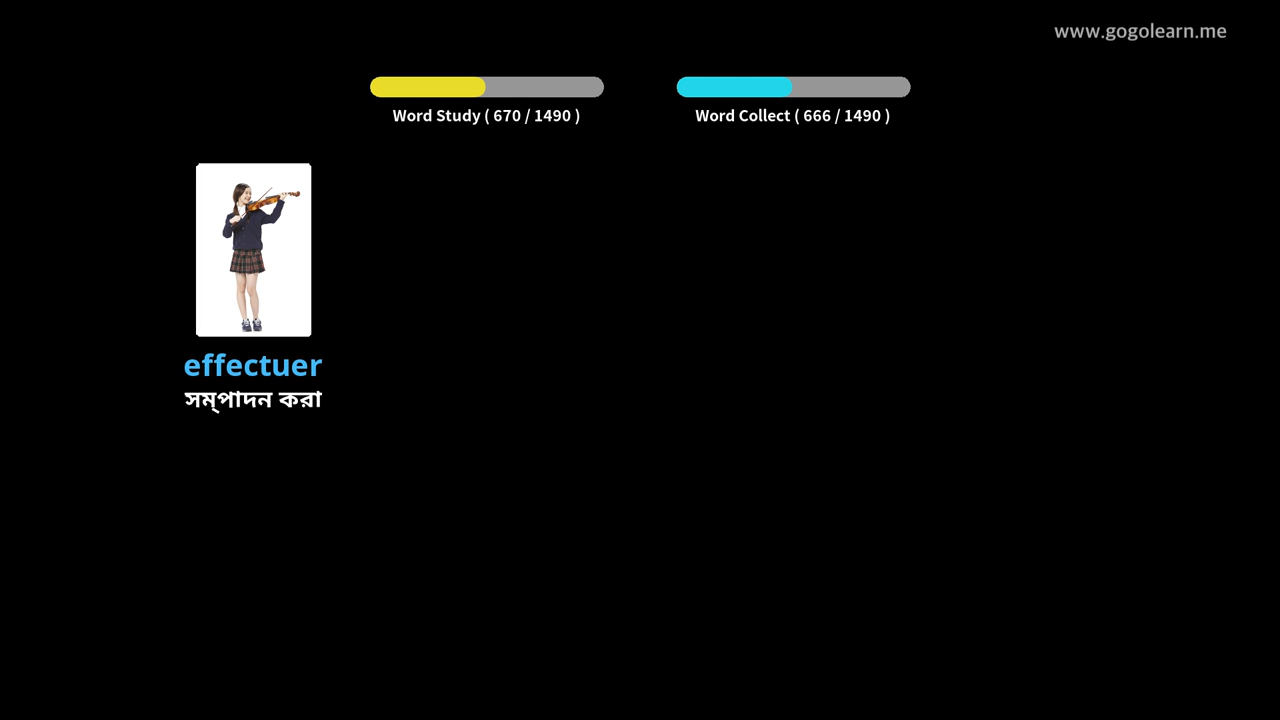 www.gogolearn.me
Word Study ( 670 / 1490 )
Word Collect ( 666 / 1490 )
effectuer
সম্পাদন করা